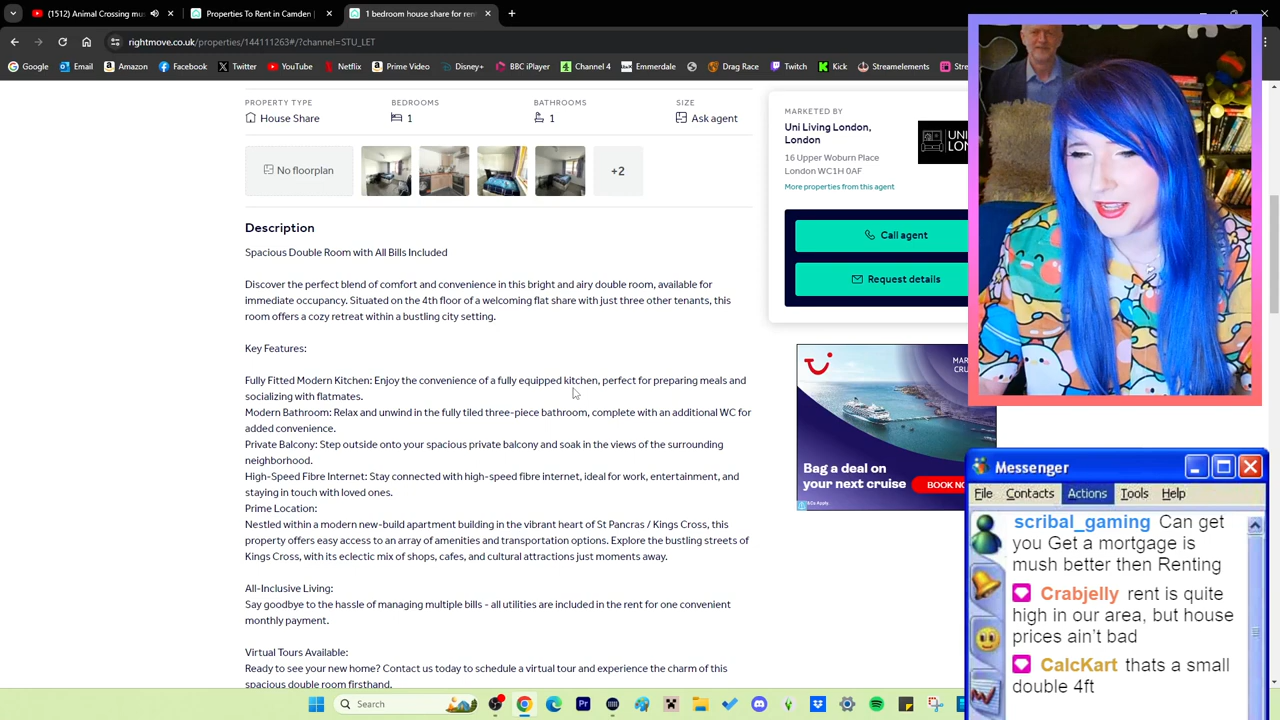 (1512) Animal Crossing mu
Properties To Rent in Camden
1 bedroom house share for ren
rightmove.co.uk/properties/144111263#/?channel=STU_LET
Google
Amazon
Facebook
Twitter
YouTube
Netflix
Prime Video
Disney+
BBC iPlayer
Channel 4
Emmerdale
Drag Race
Twitch
Kick
Streamelements
PROPERTY TYPE
BEDROOMS
BATHROOMS
SIZE
House Share
1
1
Ask agent
No floorplan
+2
Description
Spacious Double Room with All Bills Included
Discover the perfect blend of comfort and convenience in this bright and airy double room, available for
immediate occupancy. Situated on the 4th floor of a welcoming flat share with just three other tenants, this
room offers a cozy retreat within a bustling city setting.
Key Features:
Fully Fitted Modern Kitchen: Enjoy the convenience of a fully equipped kitchen, perfect for preparing meals and
socializing with flatmates.
Modern Bathroom: Relax and unwind in the fully tiled three-piece bathroom, complete with an additional WC for
added convenience.
Private Balcony: Step outside onto your spacious private balcony and soak in the views of the surrounding
neighborhood.
High-Speed Fibre Internet: Stay connected with high-speed fibre internet, ideal for work, entertainment, and
staying in touch with loved ones.
Prime Location:
Nestled within a modern new-build apartment building in the vibrant heart of St Pancras / Kings Cross, this
property offers easy access to an array of amenities and transportation options. Explore the bustling streets of
Kings Cross, with its eclectic mix of shops, cafes, and cultural attractions just moments away.
All-Inclusive Living:
Say goodbye to the hassle of managing multiple bills - all utilities are included in the rent for one convenient
monthly payment.
Virtual Tours Available:
Ready to see your new home? Contact us today to schedule a virtual tour and experience the charm of this
spacious double room firsthand.
MARKETED BY
Uni Living London,
London
16 Upper Woburn Place
London WC1H 0AF
More properties from this agent
UNI
LON
Call agent
Request details
MAR
CRU
Bag a deal on
your next cruise
BOOK NO
Messenger
File
Contacts
Actions
Tools
Help
scribal_gaming Can get
you Get a mortgage is
mush better then Renting
Crabjelly rent is quite
high in our area, but house
prices ain't bad
CalcKart thats a small
double 4ft
Search